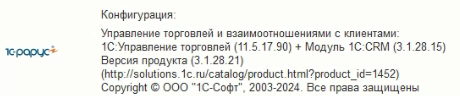 Конфигурация:
1С·рарус
Управление торговлей и взаимоотношениями с клиентами:
1С:Управление торговлей (11.5.17.90) + Модуль 1С:CRM (3.1.28.15)
Версия продукта (3.1.28.21)
(http://solutions.1c.ru/catalog/product.html?product_id=1452)
Copyright © ООО "1С-Софт", 2003-2024. Все права защищены